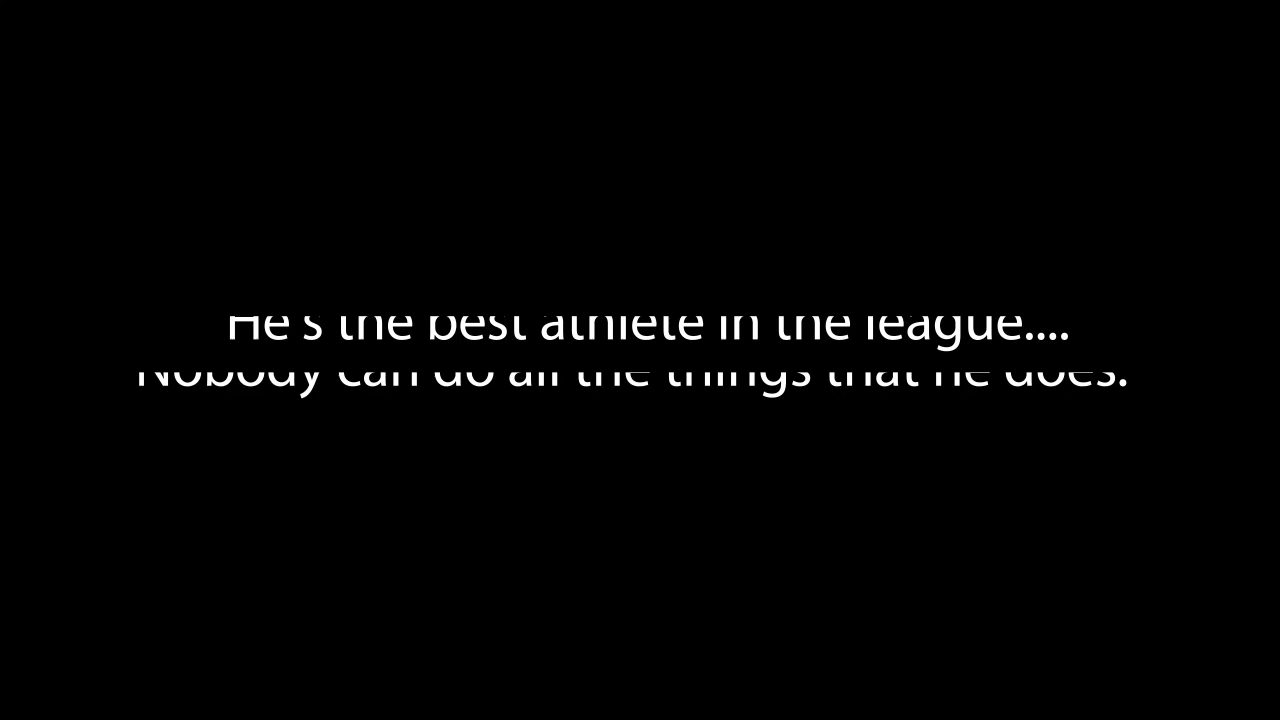 He's the best athlete in the league....
Nobody can do all the things that he does.